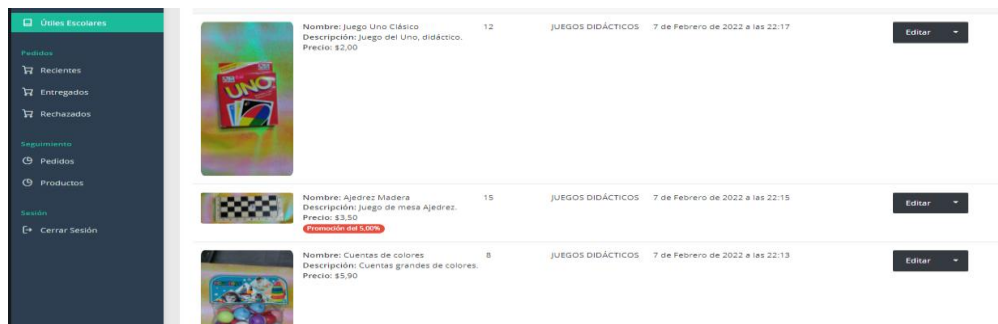 Útiles Escolares
Pedidos
Recientes
Entregados
Rechazados
Seguimiento
Pedidos
Productos
Sesión
Cerrar Sesión
Nombre: Juego Uno Clásico
Descripción: Juego del Uno, didáctico.
Precio: $2,00
12
JUEGOS DIDÁCTICOS
7 de Febrero de 2022 a las 22:17
Editar
UNO
Nombre: Ajedrez Madera
Descripción: Juego de mesa Ajedrez.
Precio: $3,50
Promoción del 5,00%
15
JUEGOS DIDÁCTICOS
7 de Febrero de 2022 a las 22:15
Editar
Nombre: Cuentas de colores
Descripción: Cuentas grandes de colores.
Precio: $5,90
8
JUEGOS DIDÁCTICOS
7 de Febrero de 2022 a las 22:13
Editar